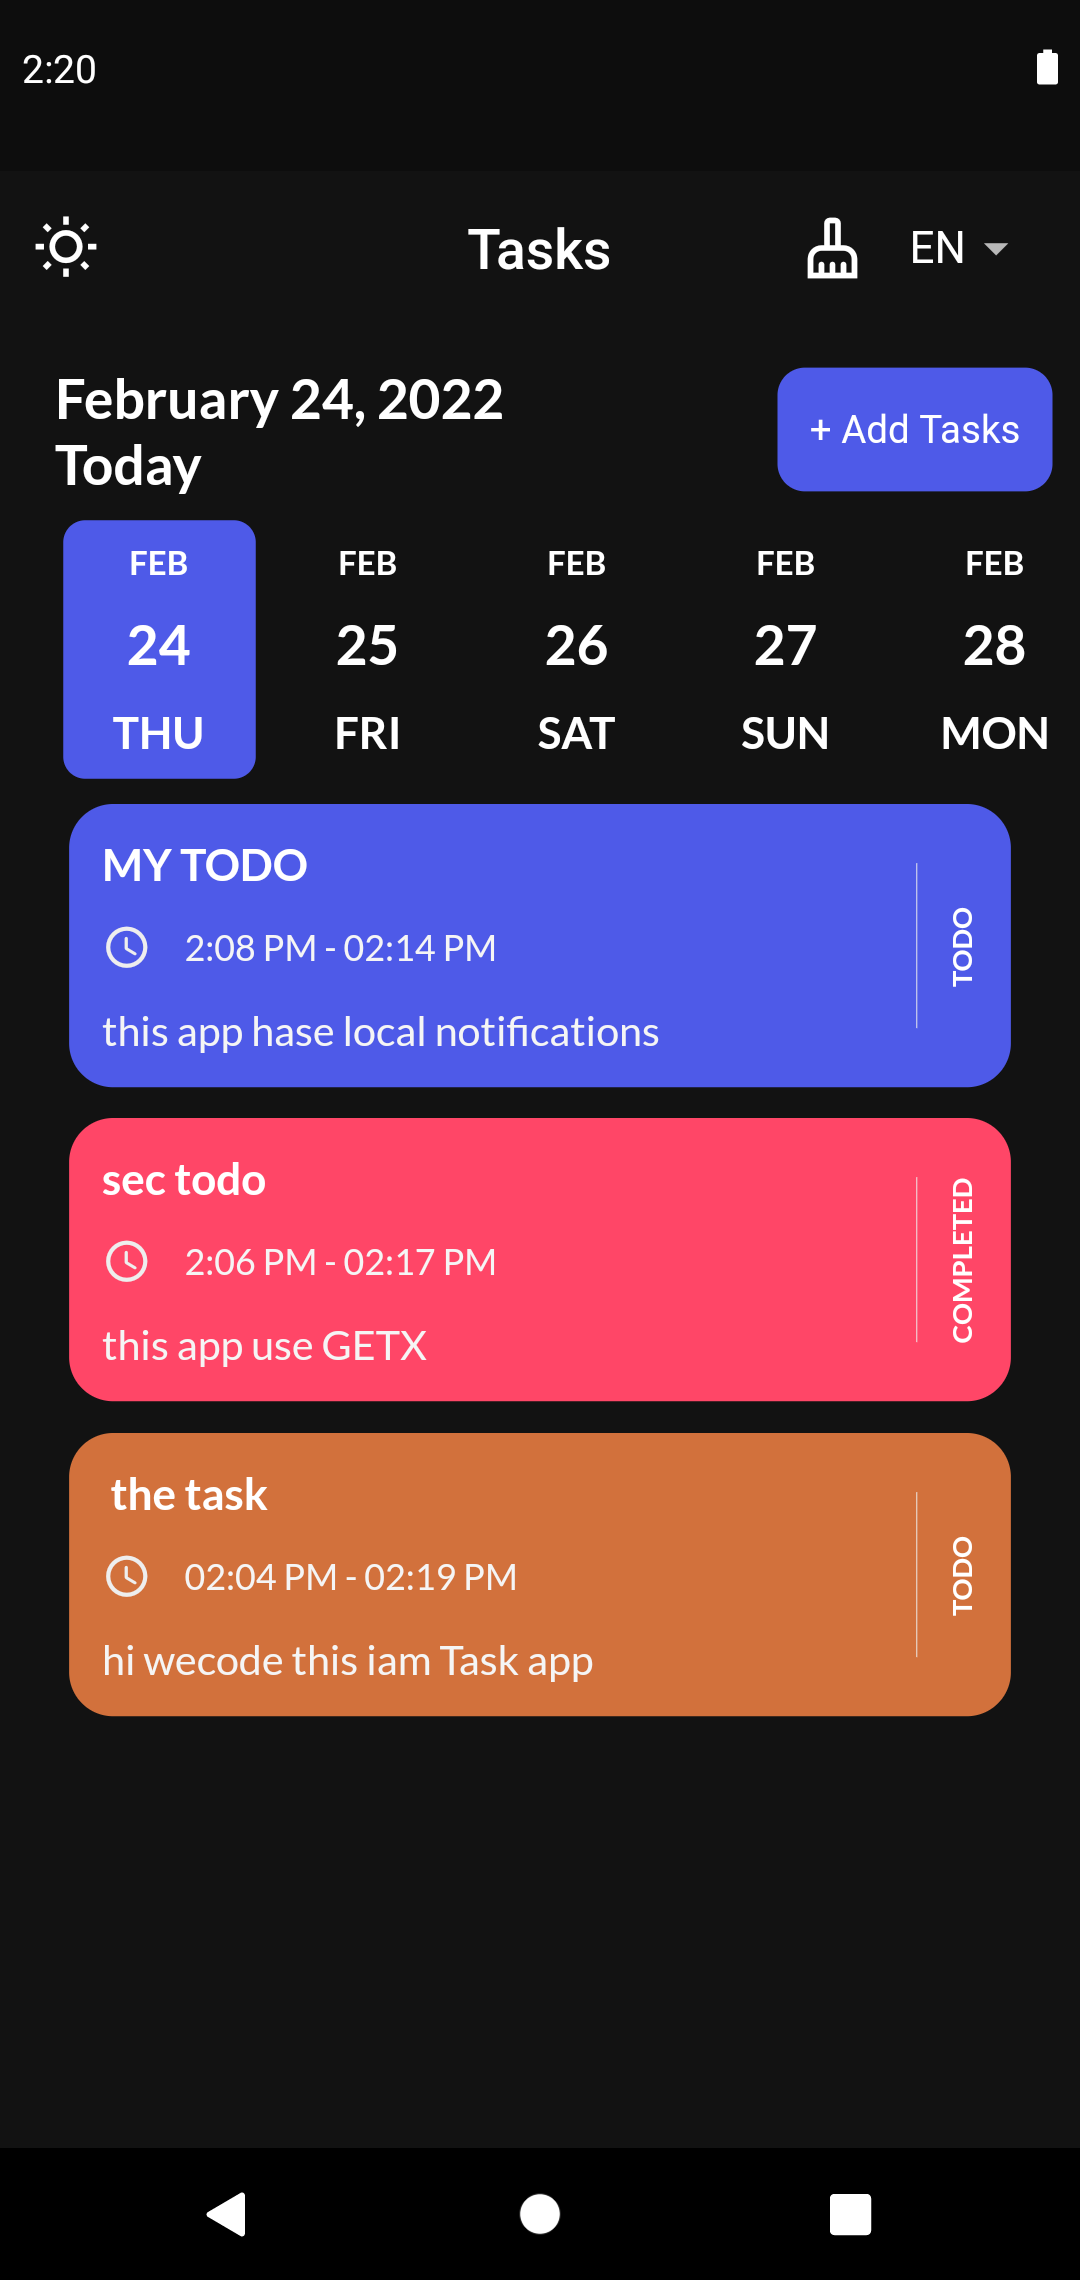 2:20
Tasks
EN
February 24, 2022
Today
+ Add Tasks
FEB FEB FEB FEB FEB
24 25 26 27 28
THU FRI SAT SUN MON
MY TODO
2:08 PM - 02:14 PM
this app hase local notifications
TODO
sec todo
2:06 PM - 02:17 PM
this app use GETX
COMPLETED
the task
02:04 PM - 02:19 PM
hi wecode this iam Task app
TODO